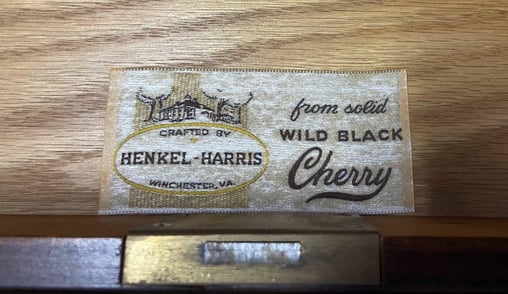 CRAFTED BY
HENKEL-HARRIS
WINCHESTER, VA.
from solid
WILD BLACK
Cherry